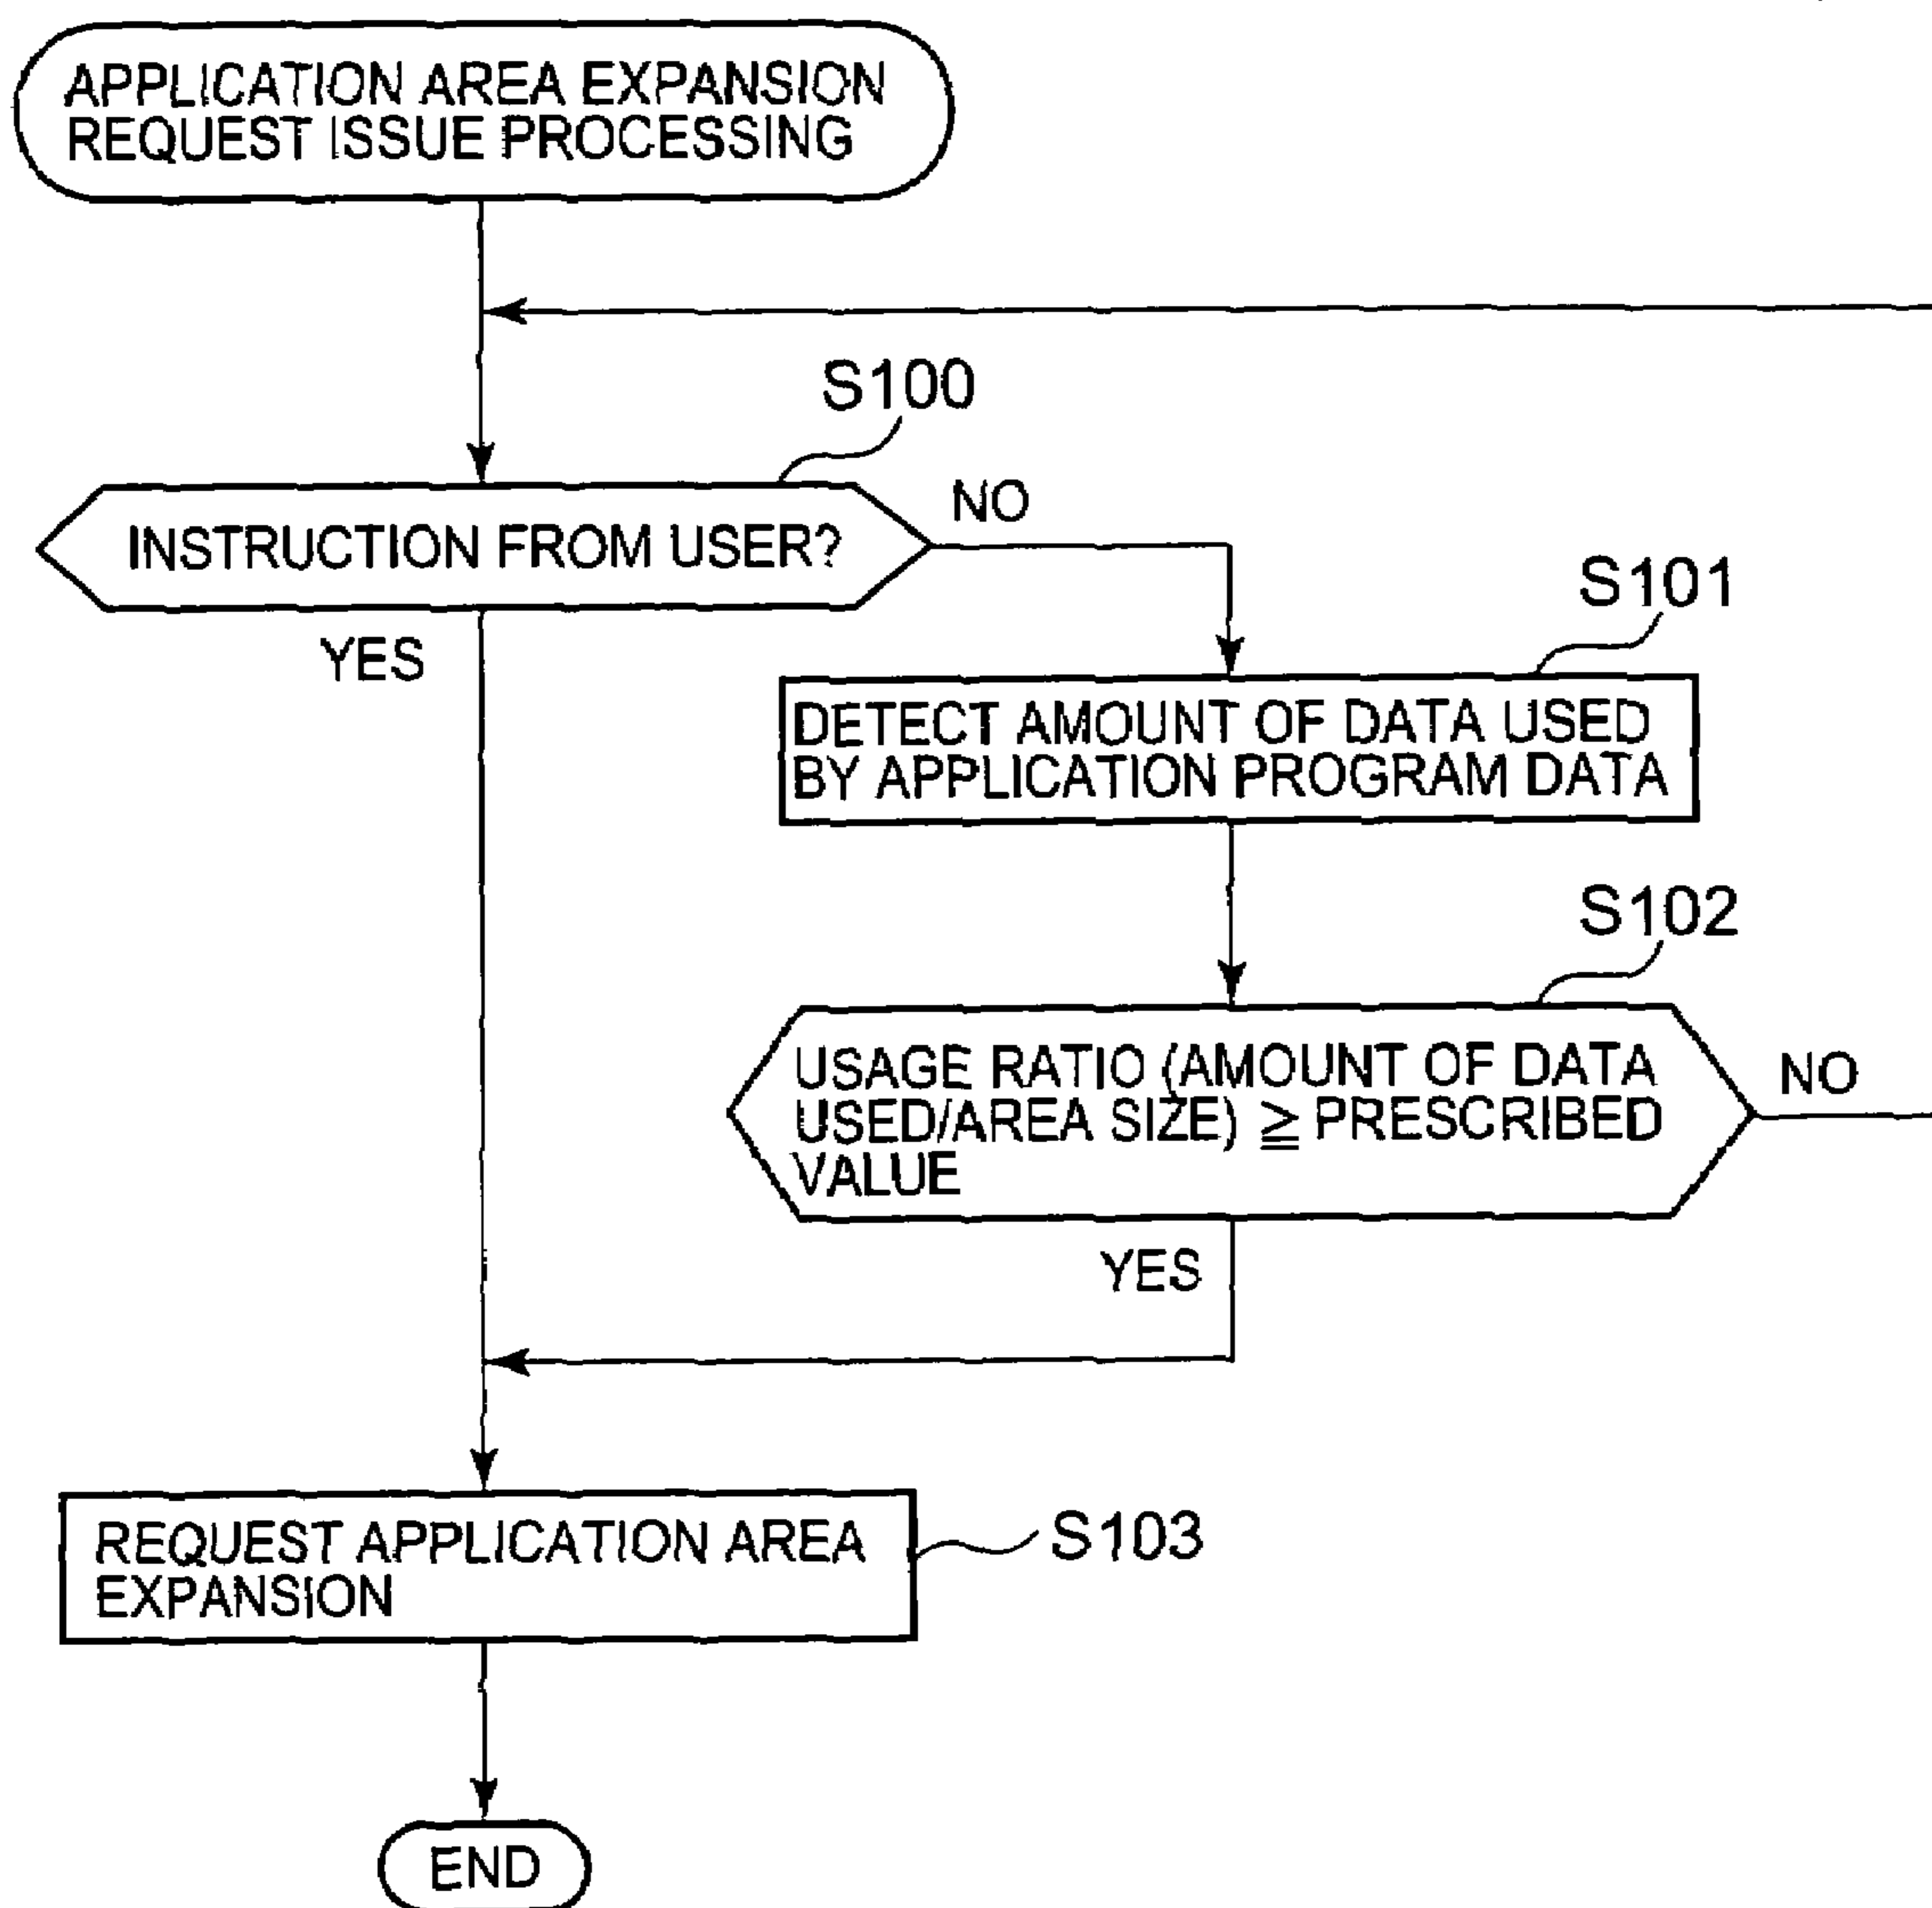 APPLICATION AREA EXPANSION
REQUEST ISSUE PROCESSING
S100
INSTRUCTION FROM USER?
NO
YES
S101
DETECT AMOUNT OF DATA USED
BY APPLICATION PROGRAM DATA
S102
USAGE RATIO (AMOUNT OF DATA
USED/AREA SIZE) ≧ PRESCRIBED
VALUE
NO
YES
REQUEST APPLICATION AREA
EXPANSION
S103
END